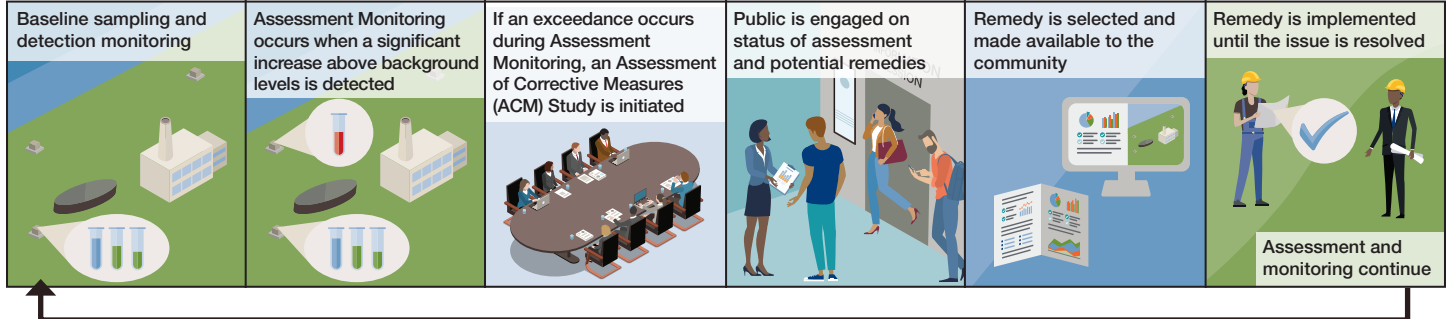 Baseline sampling and
detection monitoring
Assessment Monitoring
occurs when a significant
increase above background
levels is detected
If an exceedance occurs
during Assessment
Monitoring, an Assessment
of Corrective Measures
(ACM) Study is initiated
Public is engaged on
status of assessment
and potential remedies
Remedy is selected and
made available to the
community
Remedy is implemented
until the issue is resolved
Assessment and
monitoring continue